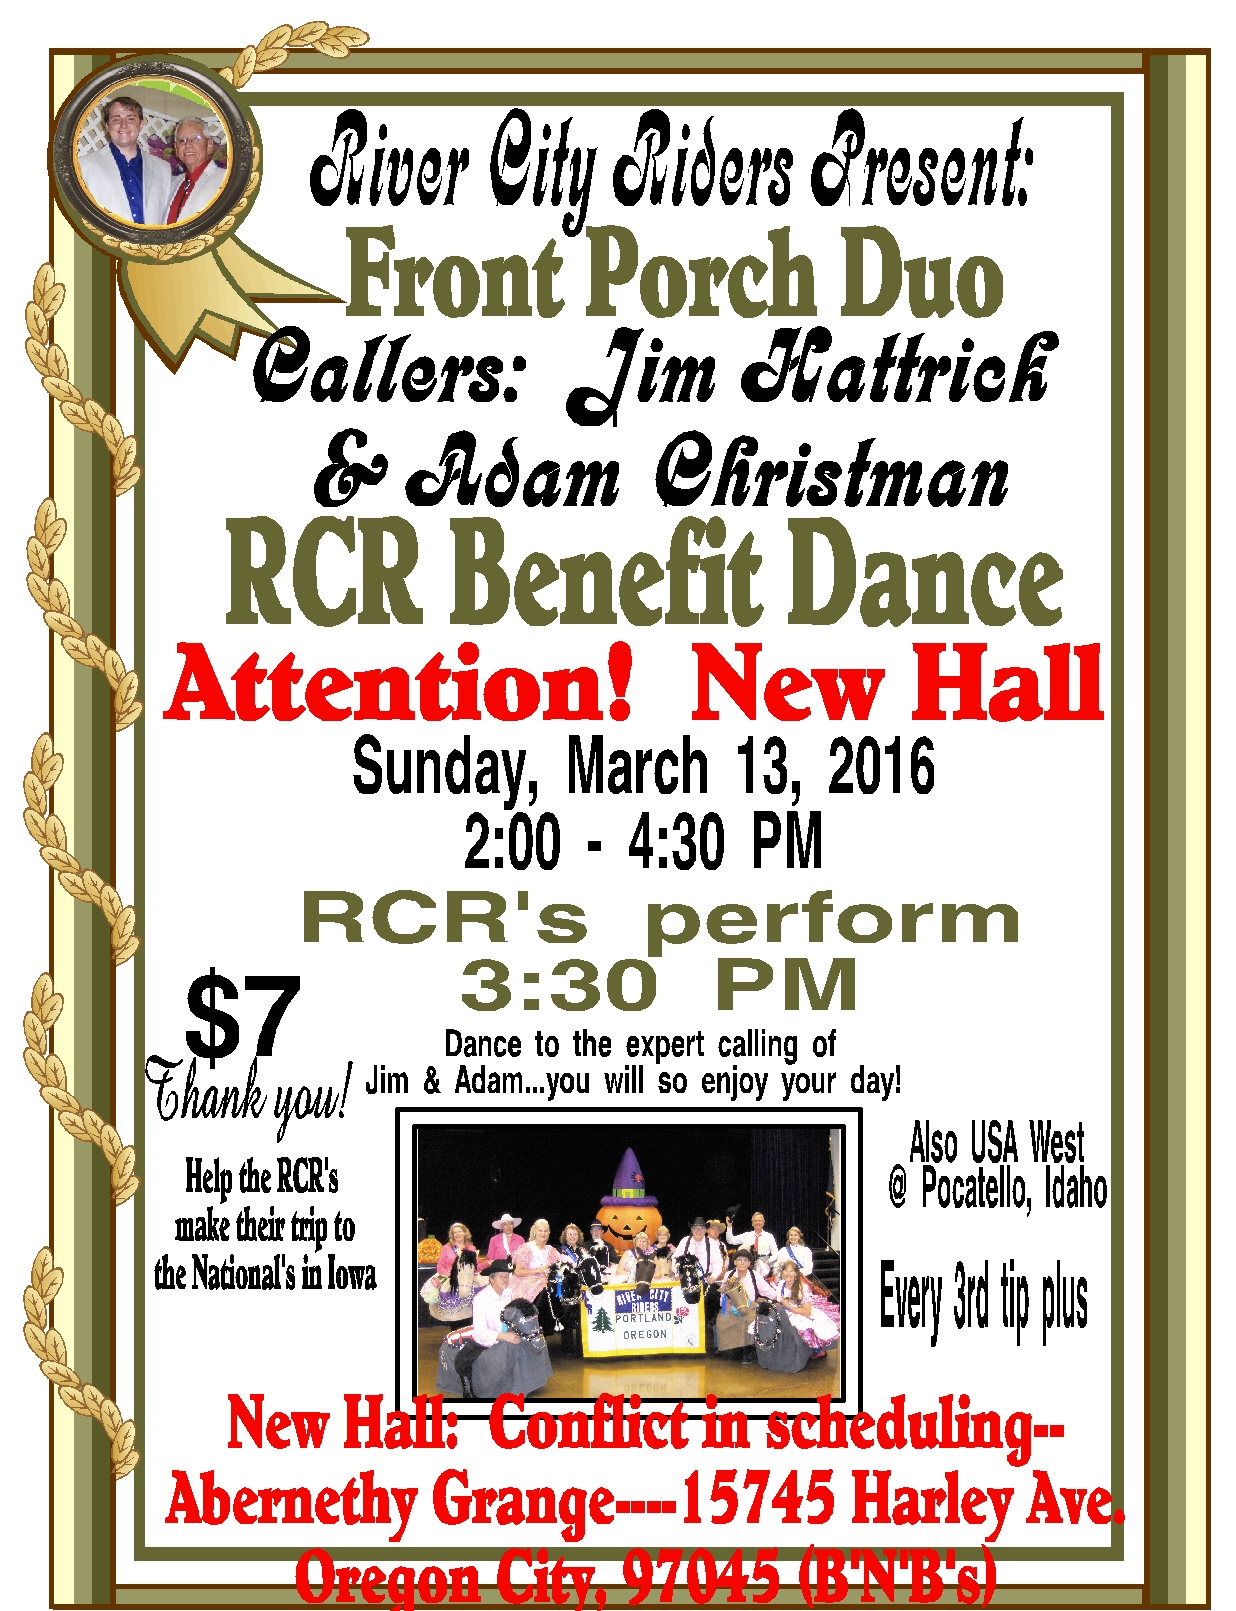 River City Riders Present:
Front Porch Duo
Callers: Jim Hattrick
& Adam Christman
RCR Benefit Dance
Attention! New Hall
Sunday, March 13, 2016
2:00 - 4:30 PM
RCR's perform
3:30 PM
$7
Thank you!
Dance to the expert calling of
Jim & Adam...you will so enjoy your day!
Help the RCR's
make their trip to
the National's in Iowa
RIVER CITY
RIDERS
PORTLAND
OREGON
Also USA West
@ Pocatello, Idaho
Every 3rd tip plus
New Hall: Conflict in scheduling--
Abernethy Grange----15745 Harley Ave.
Oregon City, 97045 (B'N'B's)